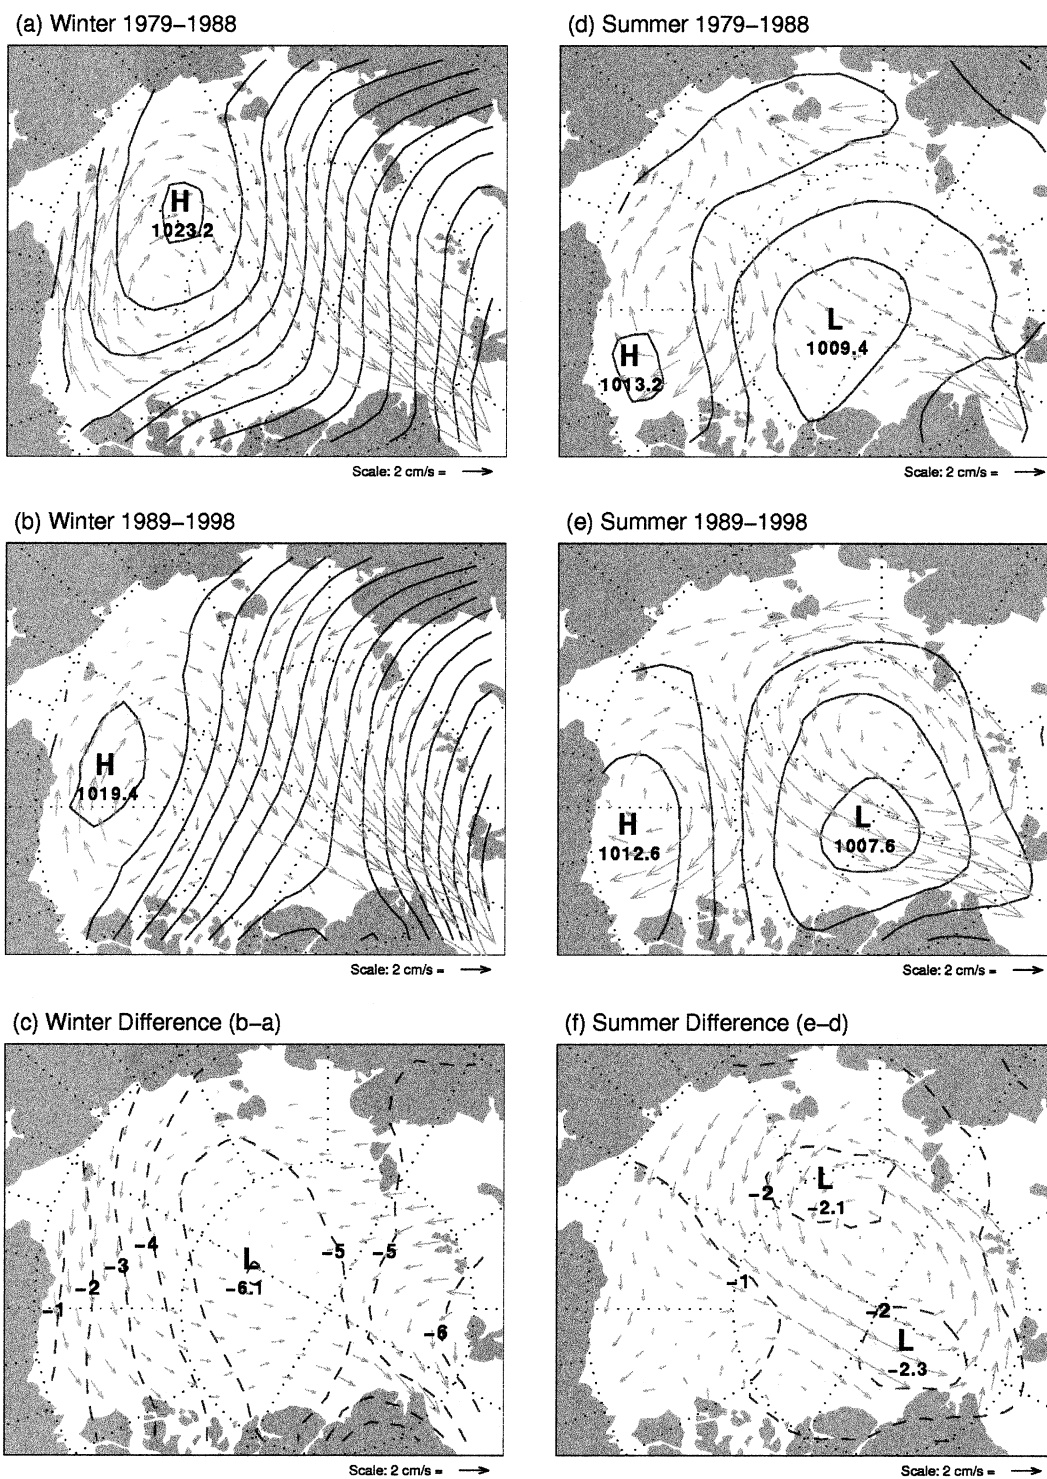 (a) Winter 1979–1988
H
1023.2
Scale: 2 cm/s =
(d) Summer 1979–1988
L
1009.4
H
1013.2
Scale: 2 cm/s =
(b) Winter 1989–1998
H
1019.4
Scale: 2 cm/s =
(e) Summer 1989–1998
H
1012.6
L
1007.6
Scale: 2 cm/s =
(c) Winter Difference (b–a)
-4
-5
-5
-3
L
-2
-6.1
-1
-6
Scale: 2 cm/s =
(f) Summer Difference (e–d)
L
-2
-2.1
-1
-2
L
-2.3
Scale: 2 cm/s =